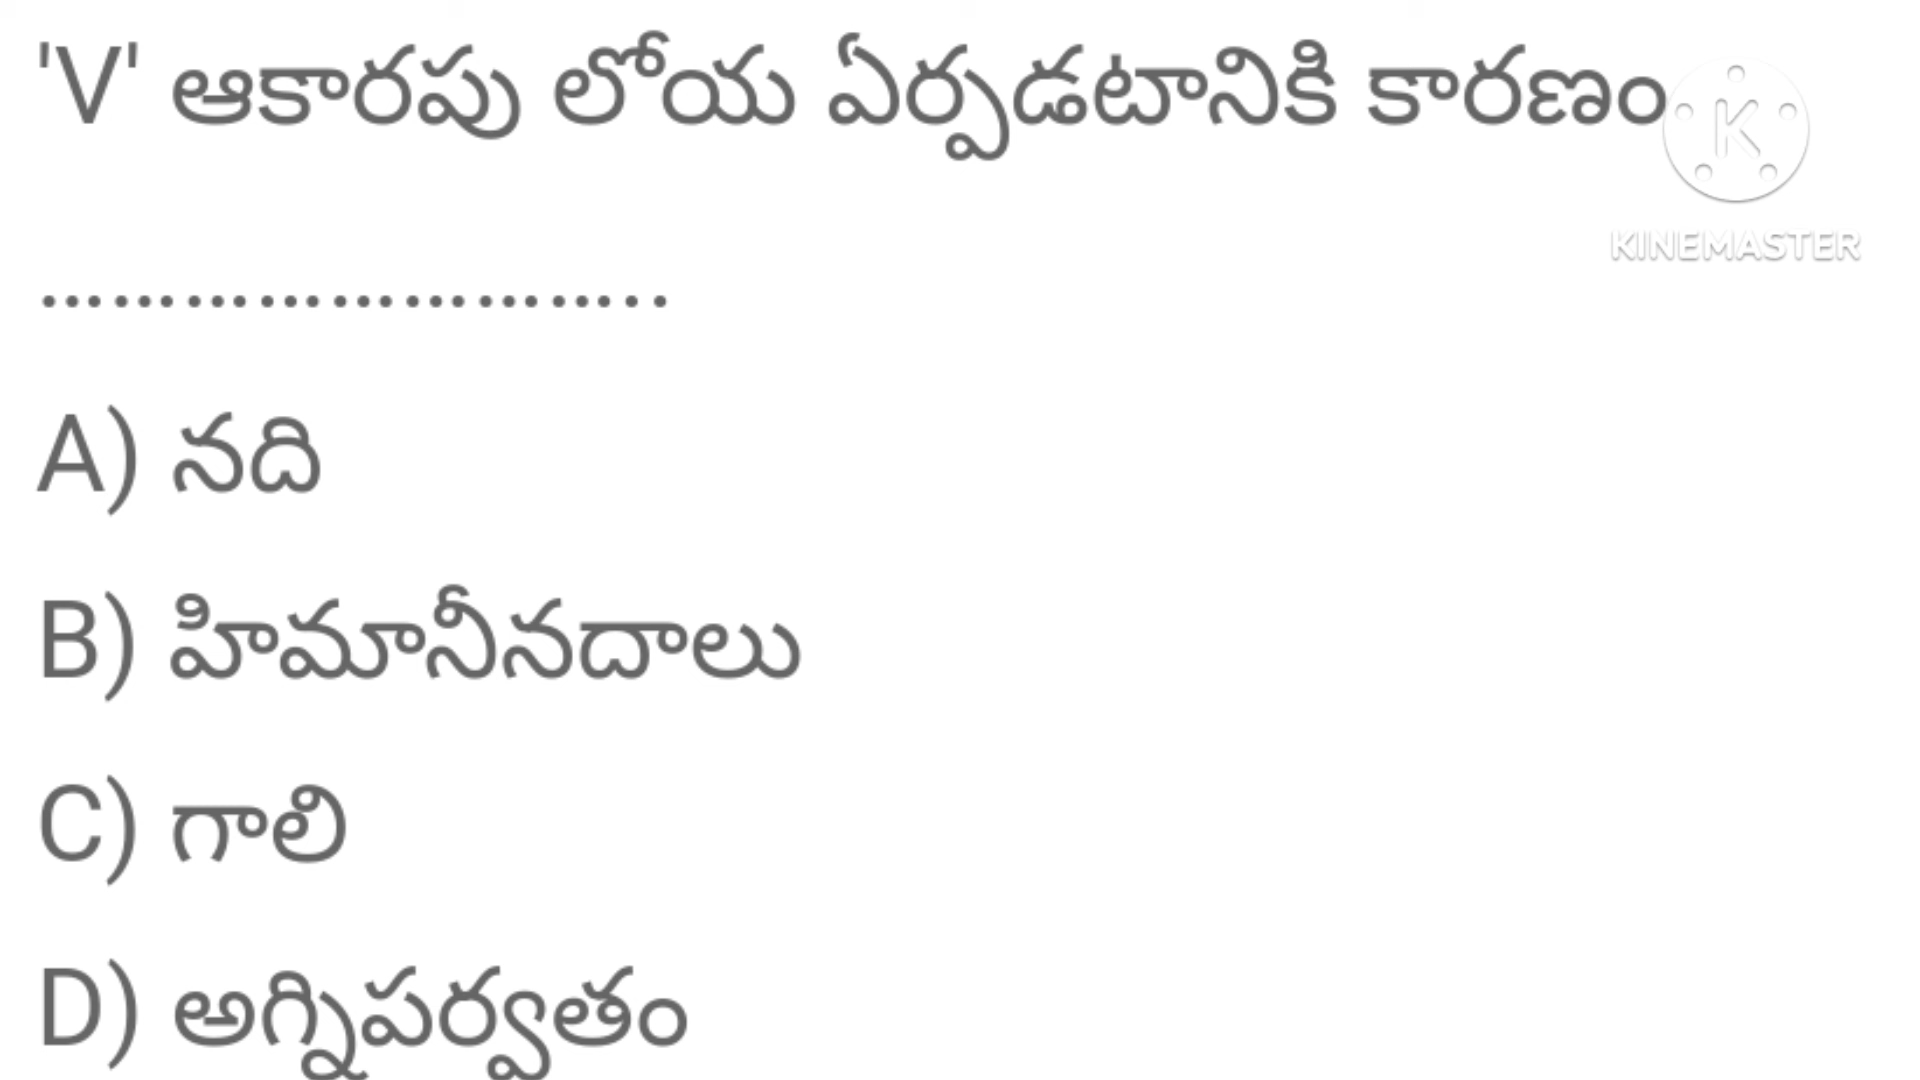 'V' ఆకారపు లోయ ఏర్పడటానికి కారణం
KINEMASTER
..........................
A) నది
B) హిమానీనదాలు
C) గాలి
D) అగ్నిపర్వతం